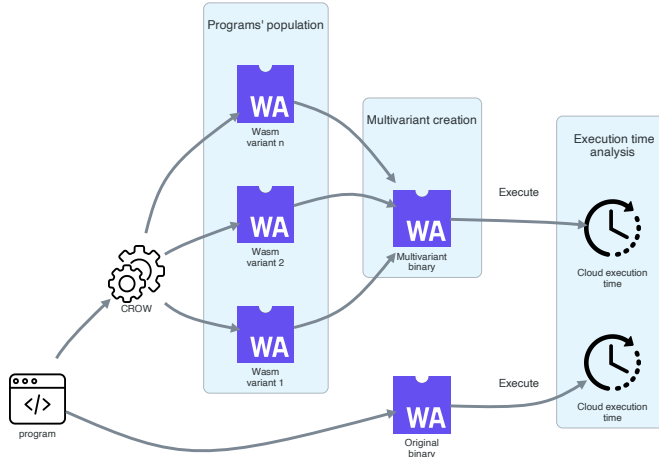 Programs' population
WA
Wasm
variant n
WA
Wasm
variant 2
WA
Wasm
variant 1
Multivariant creation
WA
Multivariant
binary
Execute
Execution time
analysis
Cloud execution
time
CROW
</>
program
WA
Original
binary
Execute
Cloud execution
time